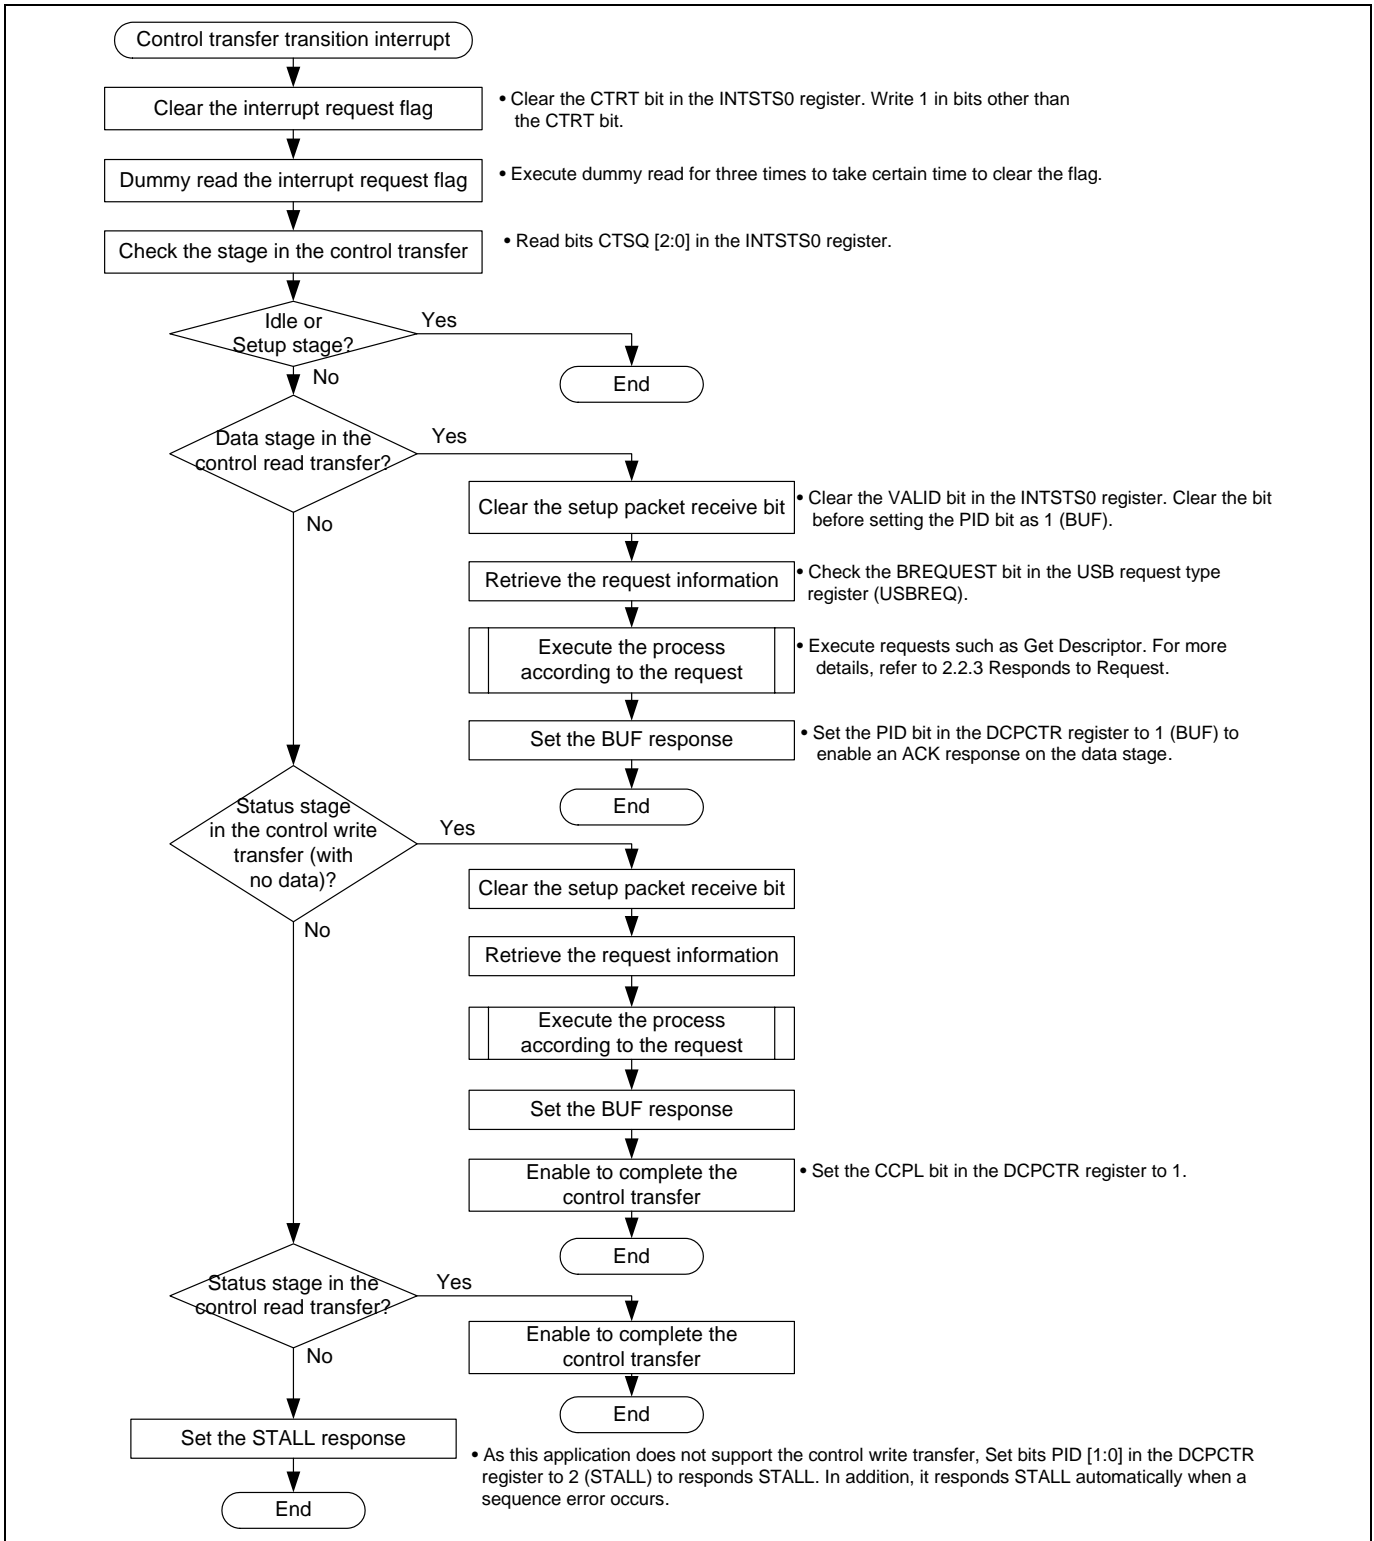 Control transfer transition interrupt
Clear the interrupt request flag
• Clear the CTRT bit in the INTSTS0 register. Write 1 in bits other than
the CTRT bit.
Dummy read the interrupt request flag
• Execute dummy read for three times to take certain time to clear the flag.
Check the stage in the control transfer
• Read bits CTSQ [2:0] in the INTSTS0 register.
Idle or
Setup stage?
Yes
No
End
Data stage in the
control read transfer?
Yes
No
Clear the setup packet receive bit
• Clear the VALID bit in the INTSTS0 register. Clear the bit
before setting the PID bit as 1 (BUF).
Retrieve the request information
• Check the BREQUEST bit in the USB request type
register (USBREQ).
Execute the process
according to the request
• Execute requests such as Get Descriptor. For more
details, refer to 2.2.3 Responds to Request.
Set the BUF response
• Set the PID bit in the DCPCTR register to 1 (BUF) to
enable an ACK response on the data stage.
End
Status stage
in the control write
transfer (with
no data)?
Yes
No
Clear the setup packet receive bit
Retrieve the request information
Execute the process
according to the request
Set the BUF response
Enable to complete the
control transfer
• Set the CCPL bit in the DCPCTR register to 1.
End
Status stage in the
control read transfer?
Yes
No
Enable to complete the
control transfer
End
Set the STALL response
• As this application does not support the control write transfer, Set bits PID [1:0] in the DCPCTR
register to 2 (STALL) to responds STALL. In addition, it responds STALL automatically when a
sequence error occurs.
End